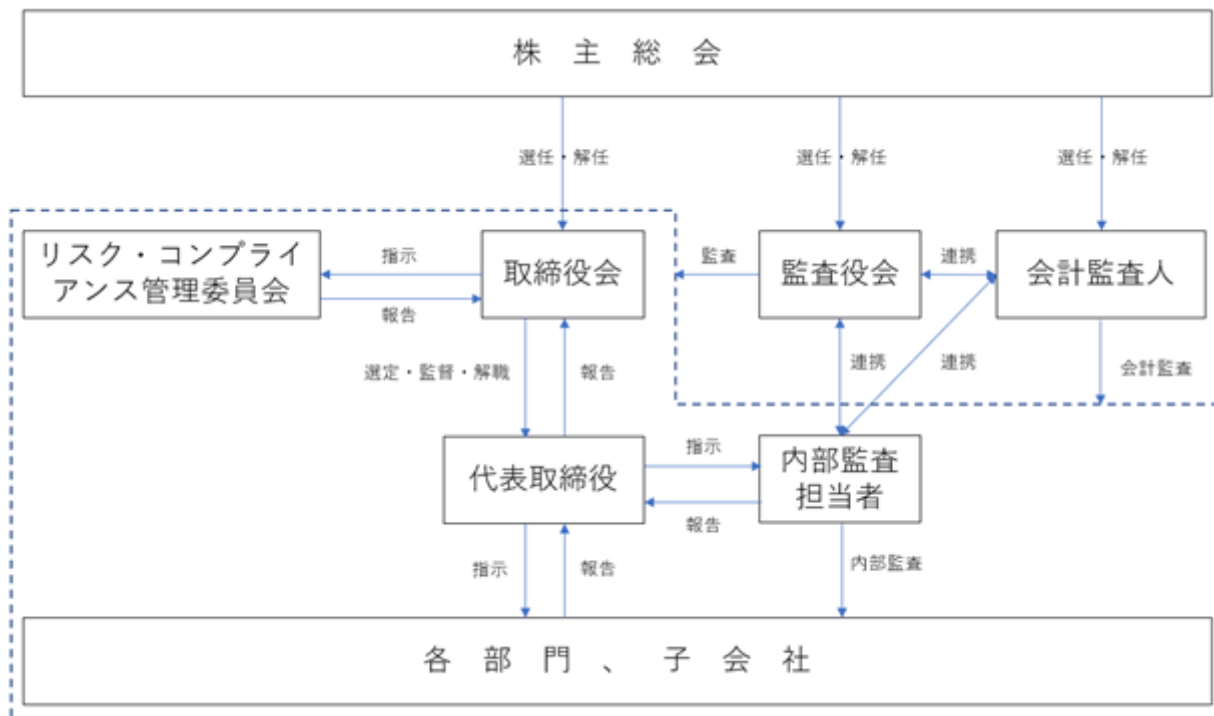 株主総会
選任・解任
選任・解任
選任・解任
リスク・コンプライ
アンス管理委員会
指示
報告
取締役会
監査
監査役会
連携
会計監査人
選定・監督・解職
報告
連携
連携
会計監査
代表取締役
指示
報告
内部監査
担当者
指示
報告
内部監査
各部門、子会社